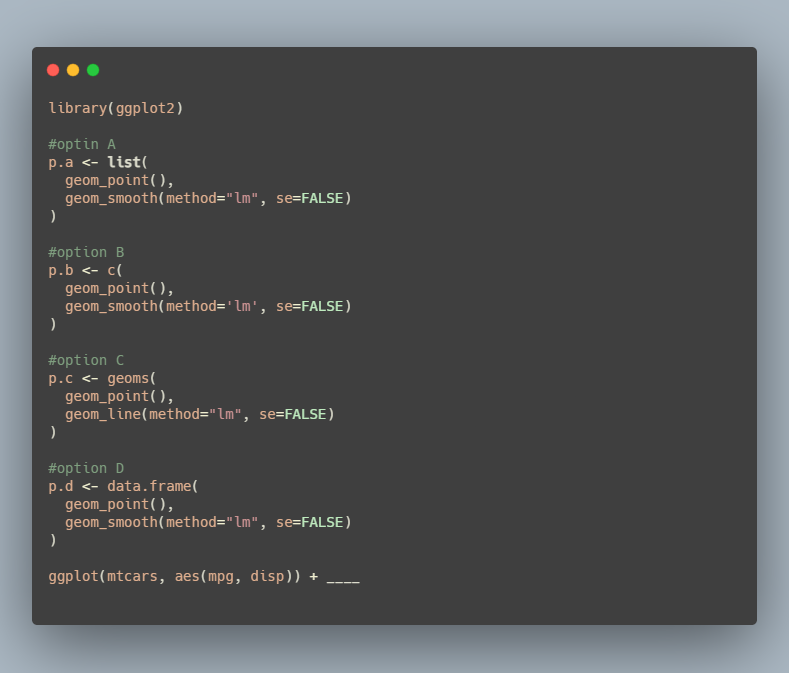 library(ggplot2)
#optin A
p.a <- list(
  geom_point(),
  geom_smooth(method="lm", se=FALSE)
)
#option B
p.b <- c(
  geom_point(),
  geom_smooth(method='lm', se=FALSE)
)
#option C
p.c <- geoms(
  geom_point(),
  geom_line(method="lm", se=FALSE)
)
#option D
p.d <- data.frame(
  geom_point(),
  geom_smooth(method="lm", se=FALSE)
)
ggplot(mtcars, aes(mpg, disp)) + ____